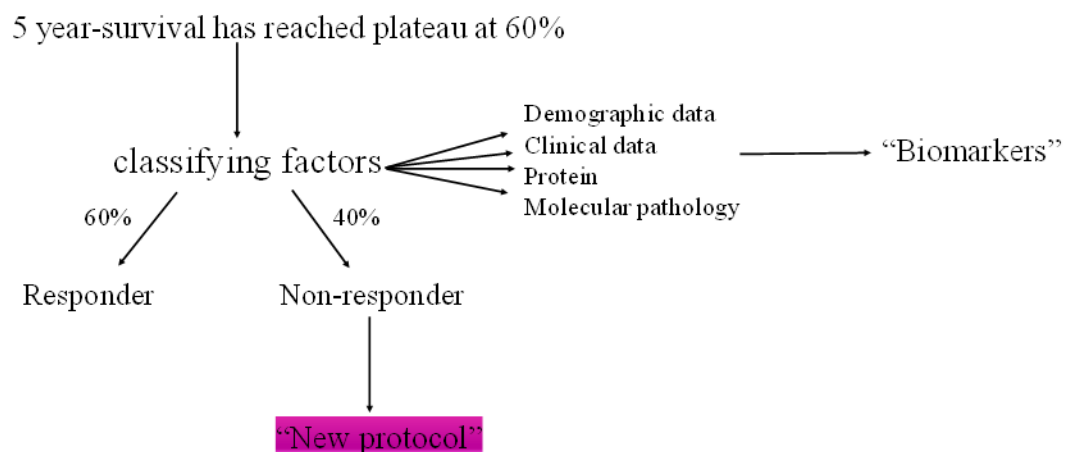 5 year-survival has reached plateau at 60%
Demographic data
classifying factors
Clinical data
“Biomarkers”
Protein
Molecular pathology
60%
40%
Responder
Non-responder
“New protocol”